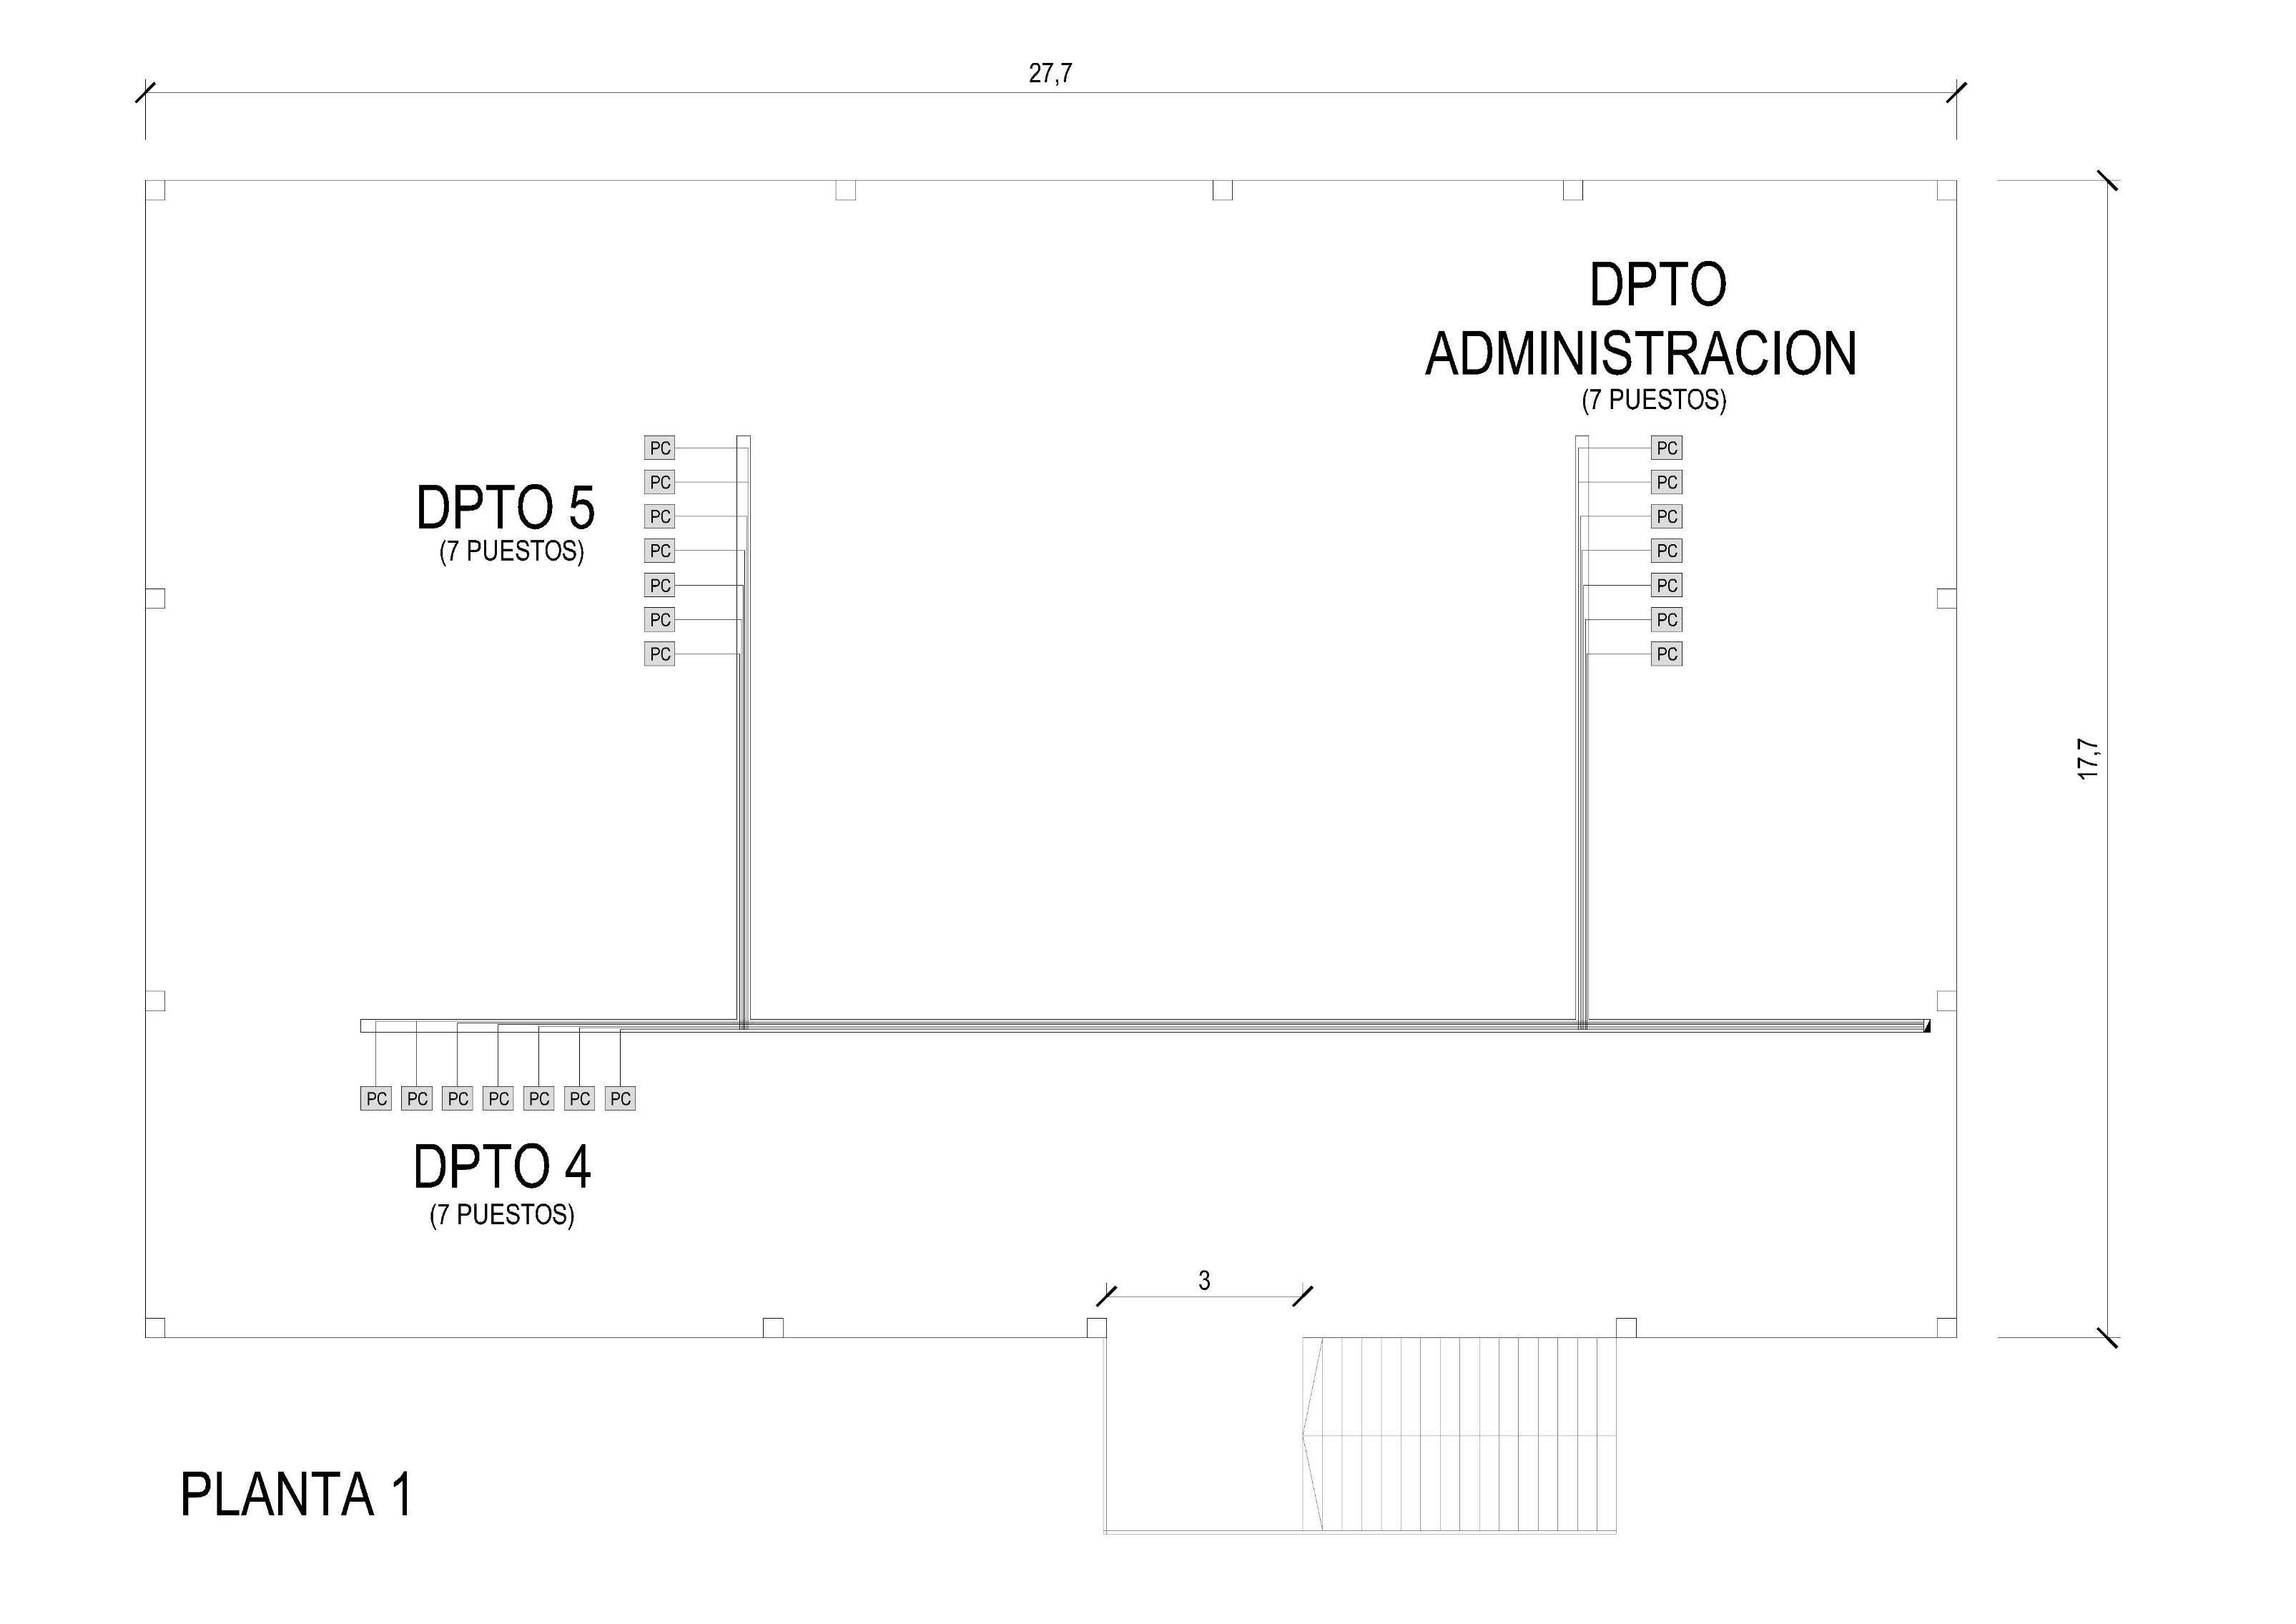 27,7
DPTO
ADMINISTRACION
(7 PUESTOS)
PC
PC
PC
PC
PC
PC
PC
DPTO 5
(7 PUESTOS)
PC
PC
PC
PC
PC
PC
PC
17,7
PC PC PC PC PC PC PC
DPTO 4
(7 PUESTOS)
3
PLANTA 1